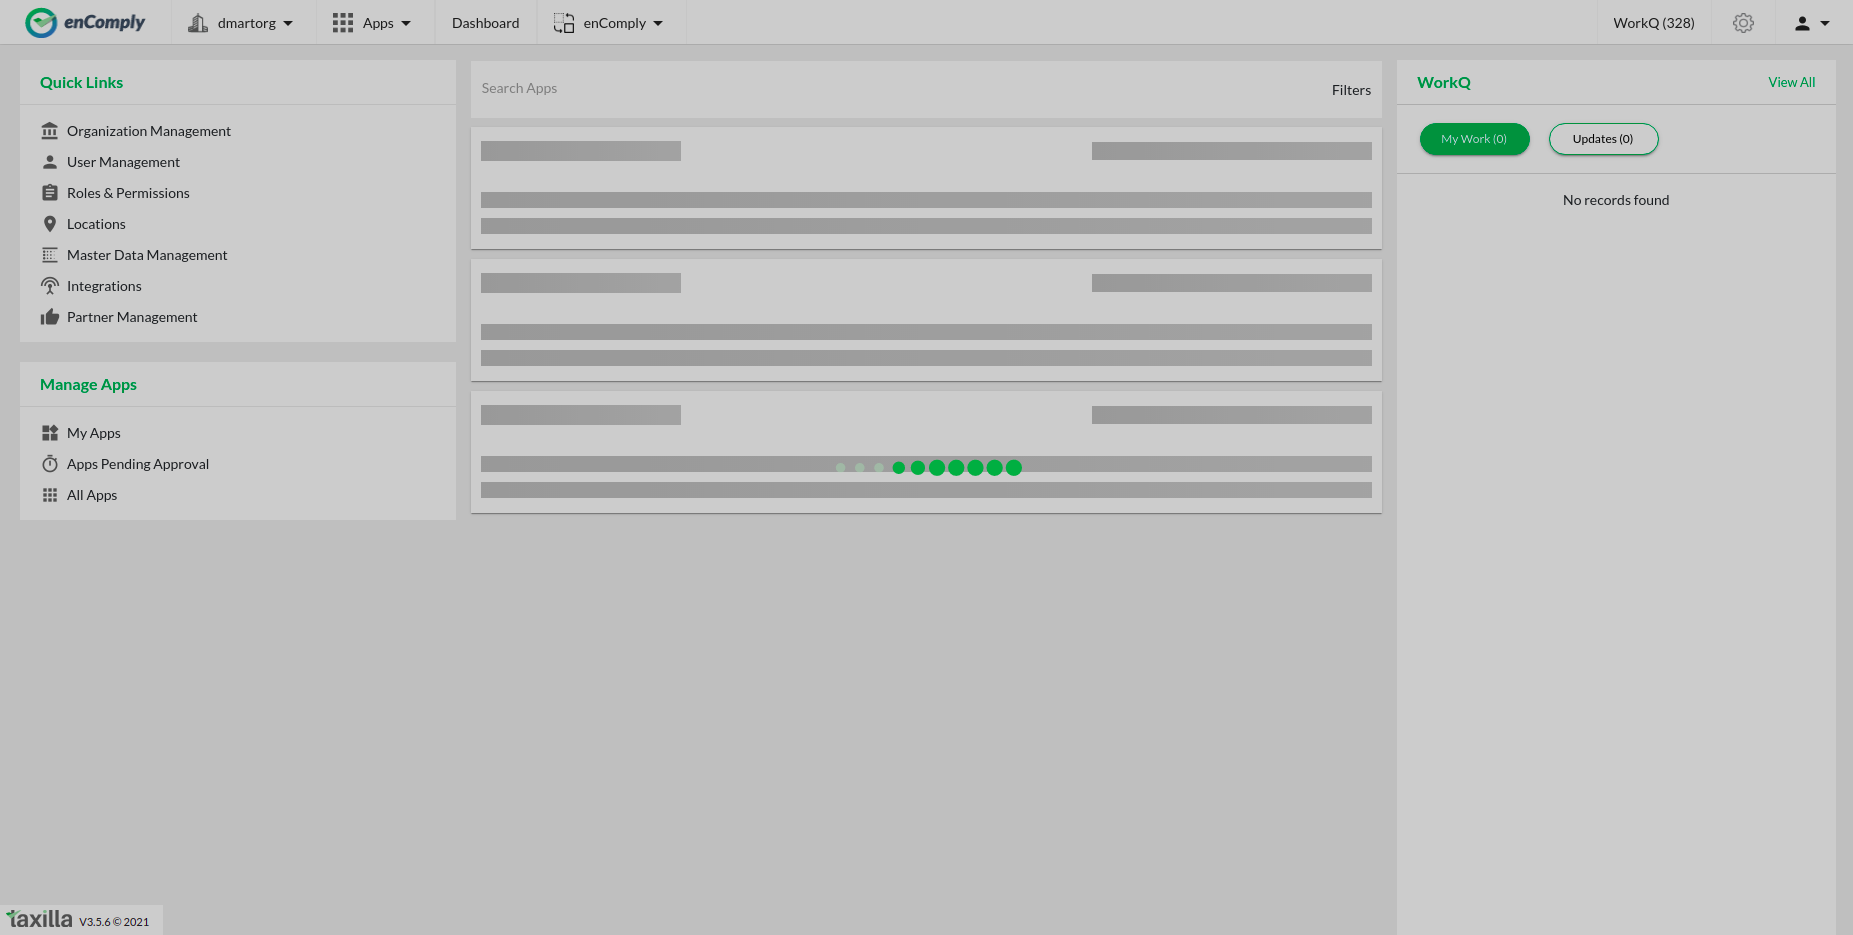 enComply
dmartorg
Apps
Dashboard
enComply
WorkQ (328)
Quick Links
Organization Management
User Management
Roles & Permissions
Locations
Master Data Management
Integrations
Partner Management
Manage Apps
My Apps
Apps Pending Approval
All Apps
Search Apps
Filters
WorkQ
View All
My Work (0)
Updates (0)
No records found
taxilla V3.5.6 © 2021